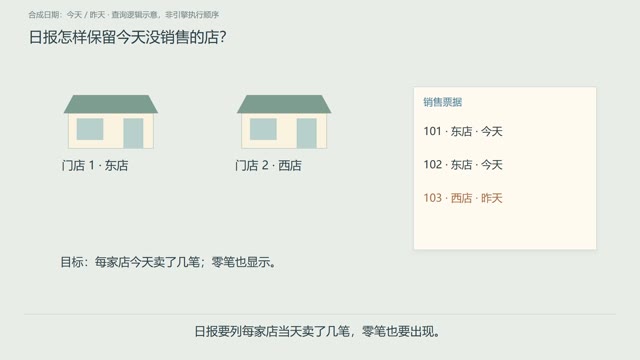 合成日期：今天 / 昨天 · 查询逻辑示意，非引擎执行顺序
日报怎样保留今天没销售的店？
门店 1 · 东店
门店 2 · 西店
销售票据
101 · 东店 · 今天
102 · 东店 · 今天
103 · 西店 · 昨天
目标：每家店今天卖了几笔；零笔也显示。
日报要列每家店当天卖了几笔，零笔也要出现。